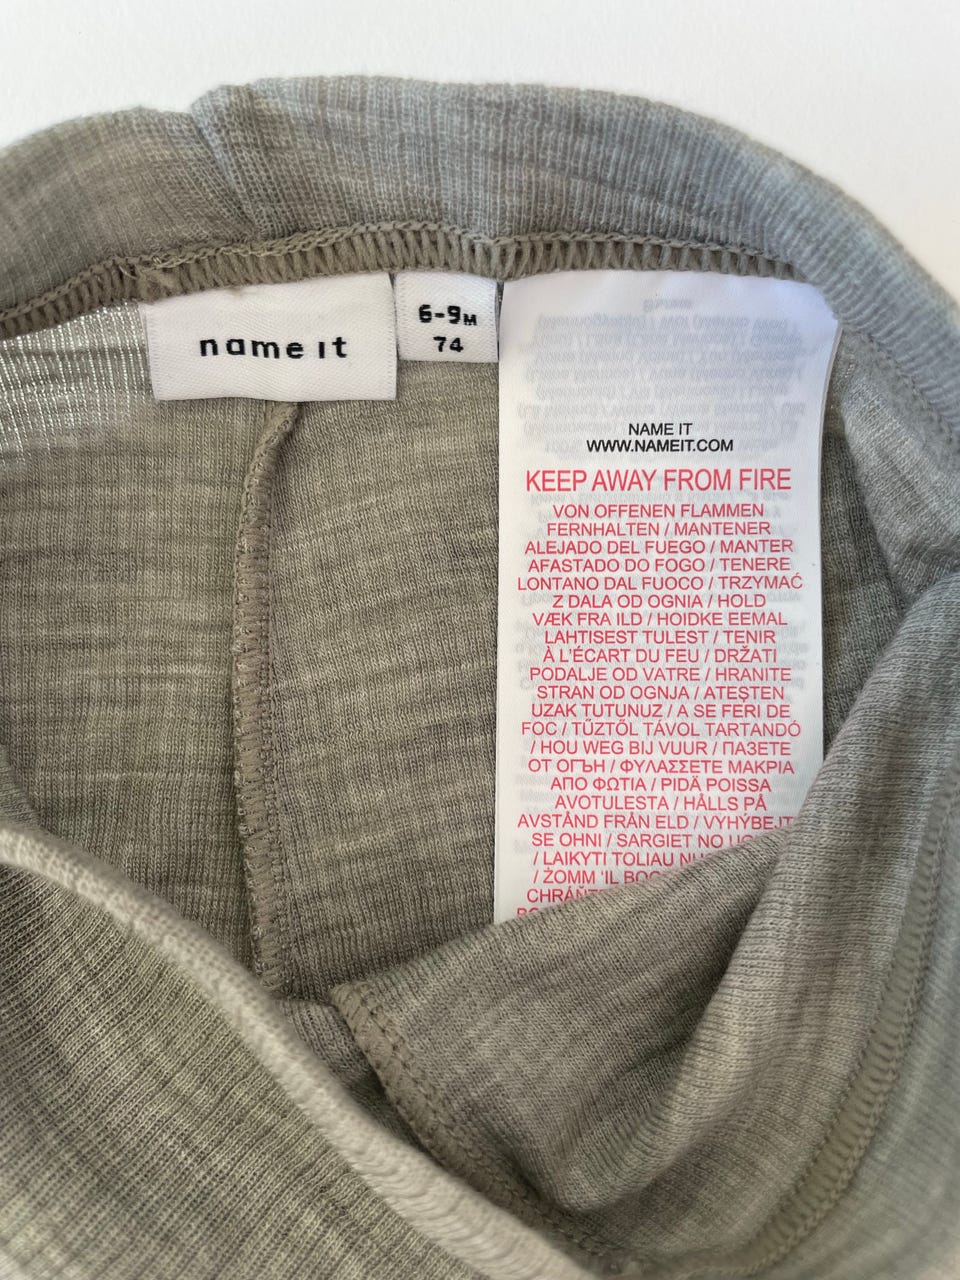 name it
6-9M
74
NAME IT
WWW.NAMEIT.COM
KEEP AWAY FROM FIRE
VON OFFENEN FLAMMEN
FERNHALTEN / MANTENER
ALEJADO DEL FUEGO / MANTER
AFASTADO DO FOGO / TENERE
LONTANO DAL FUOCO / TRZYMAĆ
Z DALA OD OGNIA / HOLD
VÆK FRA ILD / HOIDKE EEMAL
LAHTISEST TULEST / TENIR
À L'ÉCART DU FEU / DRŽATI
PODALJE OD VATRE / HRANITE
STRAN OD OGNJA / ATEŞTEN
UZAK TUTUNUZ / A SE FERI DE
FOC / TŰZTŐL TÁVOL TARTANDÓ
/ HOU WEG BIJ VUUR / ПАЗЕТЕ
ОТ ОГЪН / ΦΥΛΑΣΣΕΤΕ ΜΑΚΡΙΑ
ΑΠΟ ΦΩΤΙΑ / PIDÄ POISSA
AVOTULESTA / HÅLLS PÅ
AVSTÅND FRÅN ELD / VYHÝBEJT
SE OHNI / SARGIET NO
/ LAIKYTI TOLIAU
/ ŻOMM 'IL